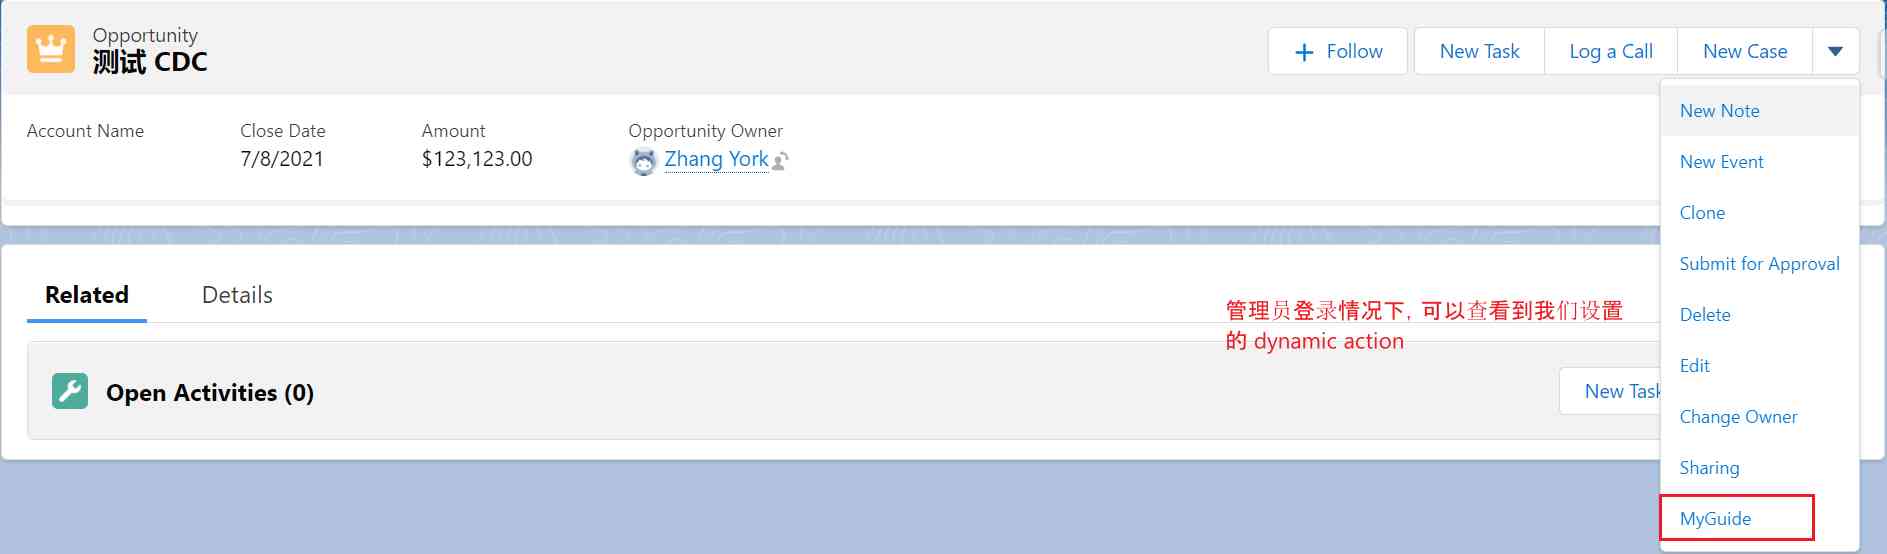 Opportunity
测试 CDC
Follow
New Task
Log a Call
New Case
Account Name
Close Date
Amount
Opportunity Owner
7/8/2021
$123,123.00
Zhang York
New Note
New Event
Clone
Submit for Approval
Delete
Edit
Change Owner
Sharing
MyGuide
Related
Details
管理员登录情况下，可以查看到我们设置
的 dynamic action
Open Activities (0)
New Task